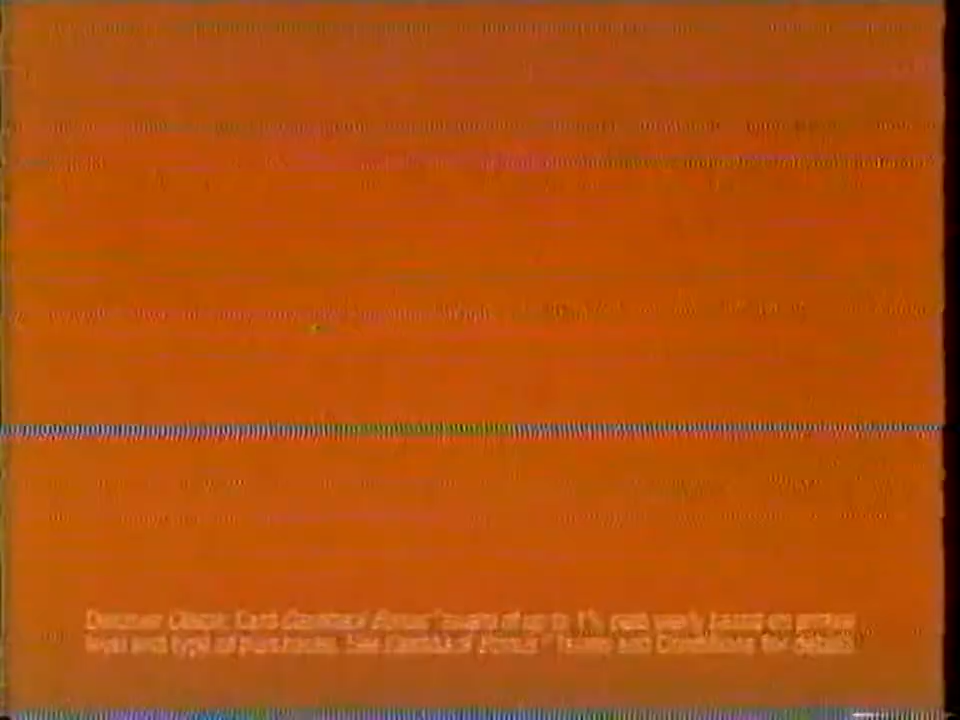 Discover Classic Card Cashback Bonus® award of up to 1% paid yearly based on annual
level and type of purchases. See Cashback Bonus® Terms and Conditions for details.